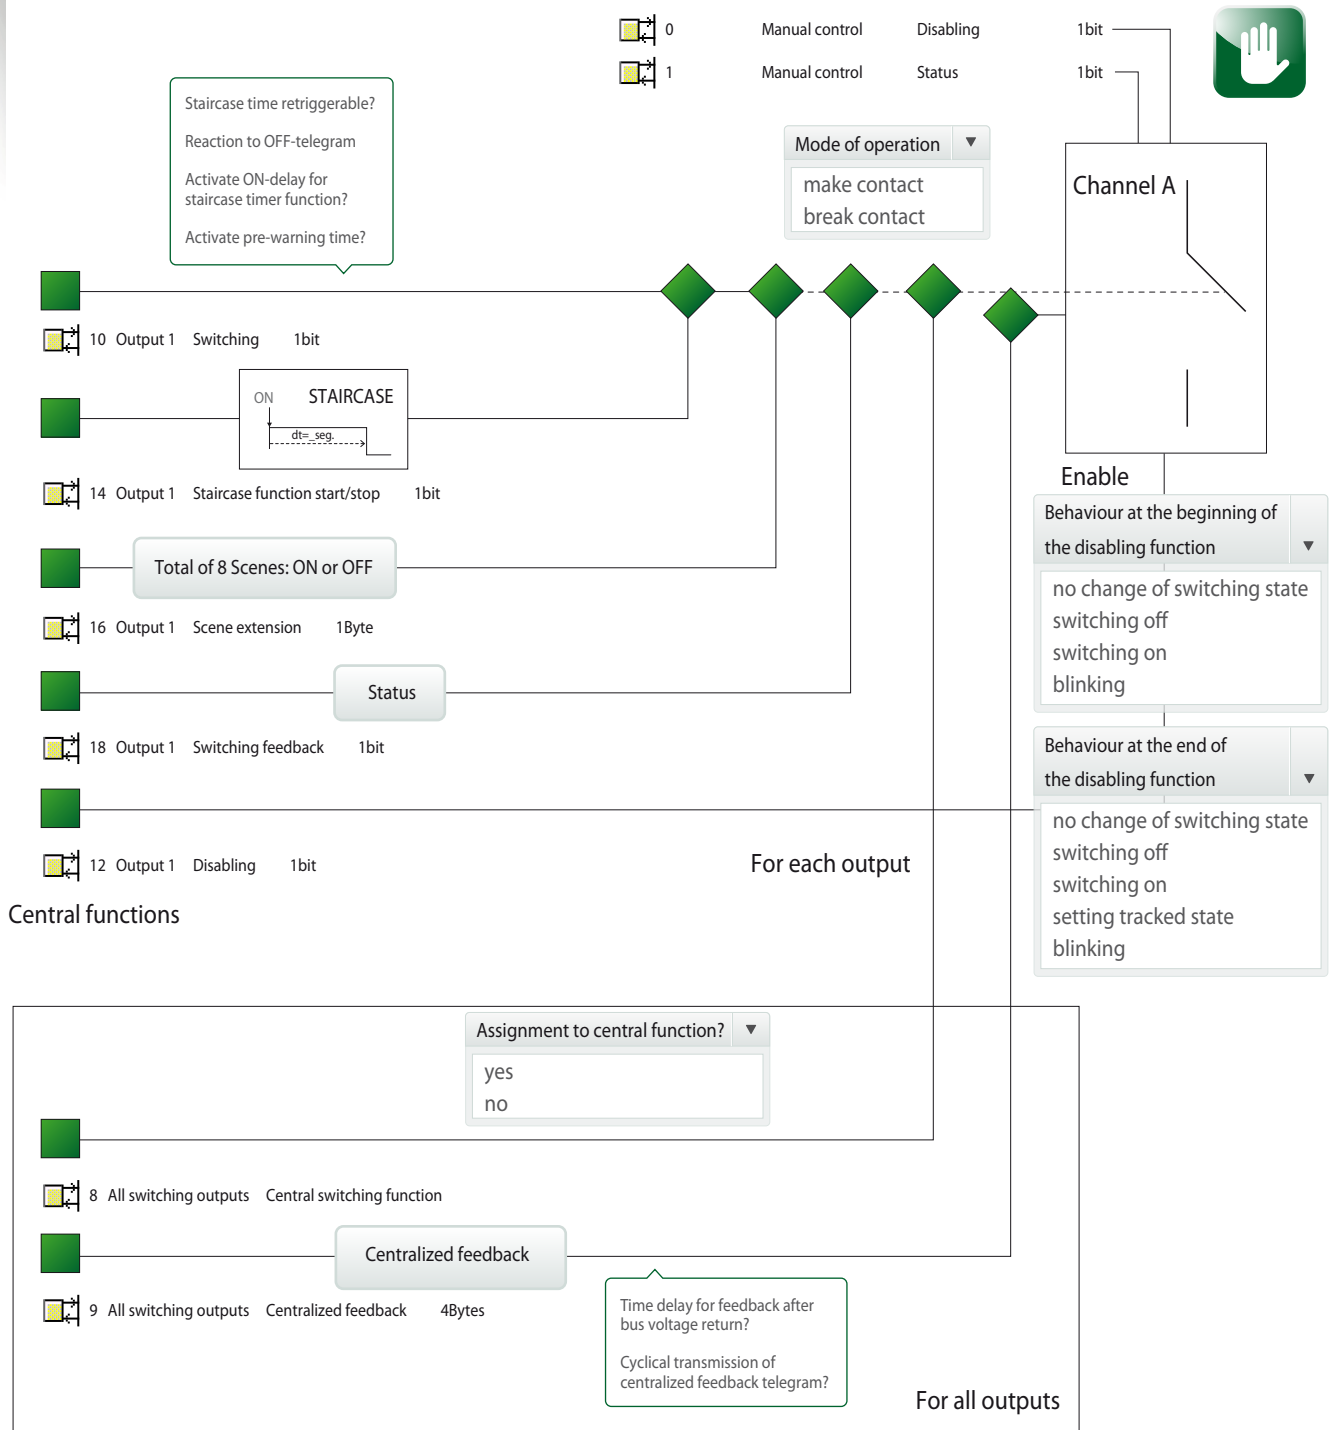 0 Manual control Disabling 1bit
1 Manual control Status 1bit
Staircase time retriggerable?
Reaction to OFF-telegram
Activate ON-delay for
staircase timer function?
Activate pre-warning time?
Mode of operation
make contact
break contact
Channel A
10 Output 1 Switching 1bit
ON STAIRCASE
dt=_seg.
14 Output 1 Staircase function start/stop 1bit
Enable
Behaviour at the beginning of
the disabling function
no change of switching state
switching off
switching on
blinking
Total of 8 Scenes: ON or OFF
16 Output 1 Scene extension 1Byte
Status
18 Output 1 Switching feedback 1bit
Behaviour at the end of
the disabling function
no change of switching state
switching off
switching on
setting tracked state
blinking
12 Output 1 Disabling 1bit
For each output
Central functions
Assignment to central function?
yes
no
8 All switching outputs Central switching function
Centralized feedback
9 All switching outputs Centralized feedback 4Bytes
Time delay for feedback after
bus voltage return?
Cyclical transmission of
centralized feedback telegram?
For all outputs